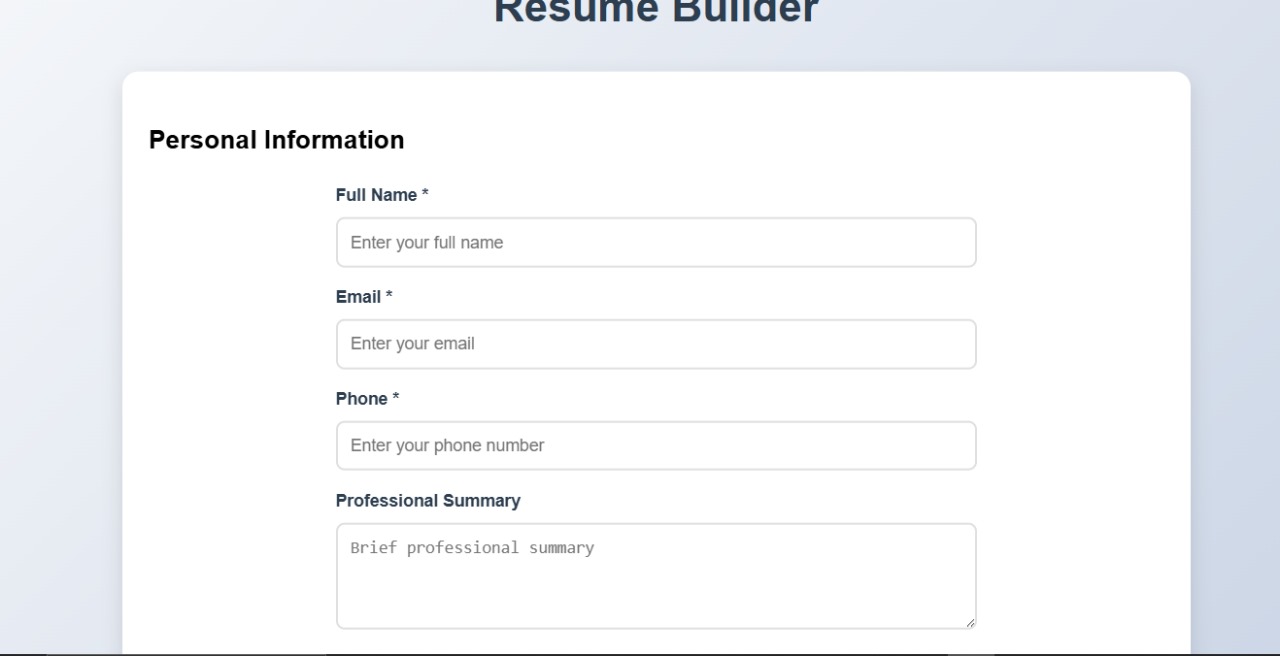 Resume Builder
Personal Information
Full Name *
Enter your full name
Email *
Enter your email
Phone *
Enter your phone number
Professional Summary
Brief professional summary